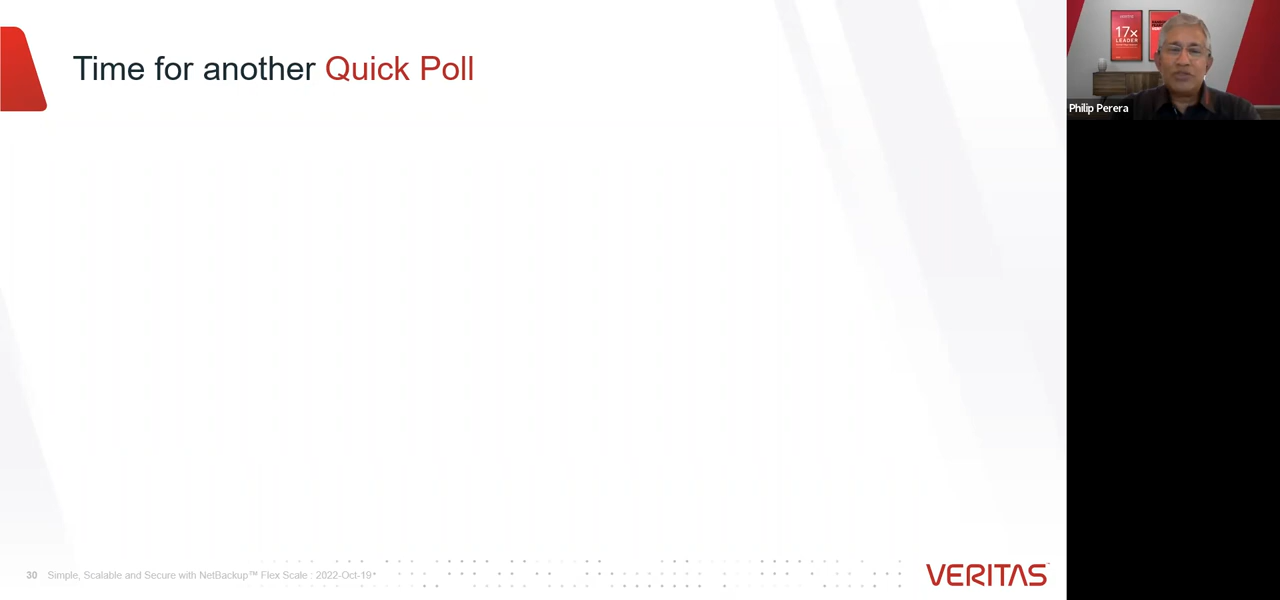 Time for another Quick Poll
17x
LEADER
Philip Perera
30 Simple, Scalable and Secure with NetBackup™ Flex Scale : 2022-Oct-19*
VERITAS